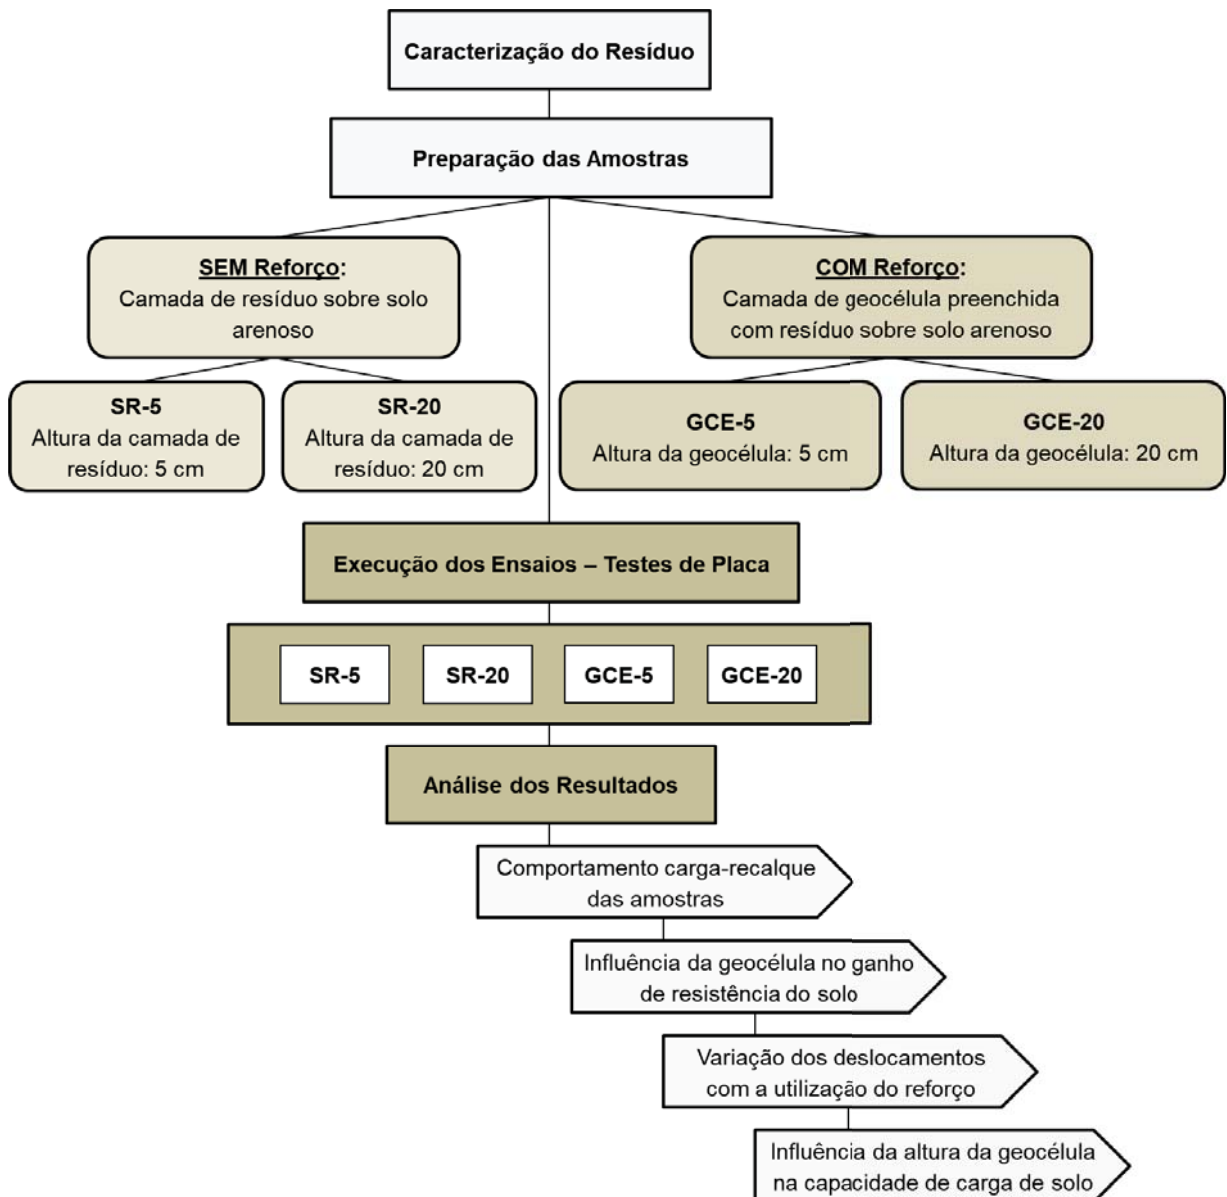 Caracterização do Resíduo
Preparação das Amostras
SEM Reforço:
Camada de resíduo sobre solo
arenoso
COM Reforço:
Camada de geocélula preenchida
com resíduo sobre solo arenoso
SR-5
Altura da camada de
resíduo: 5 cm
SR-20
Altura da camada de
resíduo: 20 cm
GCE-5
Altura da geocélula: 5 cm
GCE-20
Altura da geocélula: 20 cm
Execução dos Ensaios – Testes de Placa
SR-5
SR-20
GCE-5
GCE-20
Análise dos Resultados
Comportamento carga-recalque
das amostras
Influência da geocélula no ganho
de resistência do solo
Variação dos deslocamentos
com a utilização do reforço
Influência da altura da geocélula
na capacidade de carga de solo